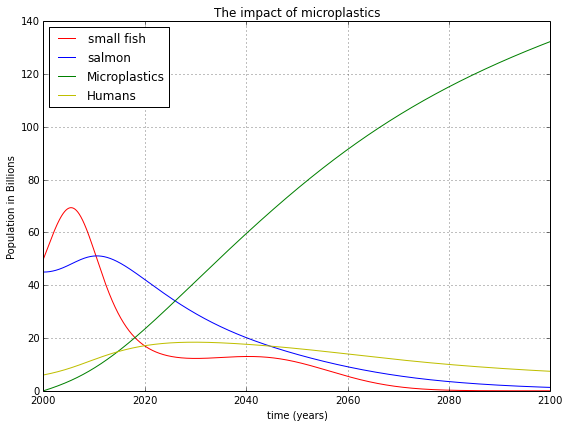 The impact of microplastics
small fish
salmon
Microplastics
Humans
Population in Billions
140
120
100
80
60
40
20
0
2000 2020 2040 2060 2080 2100
time (years)